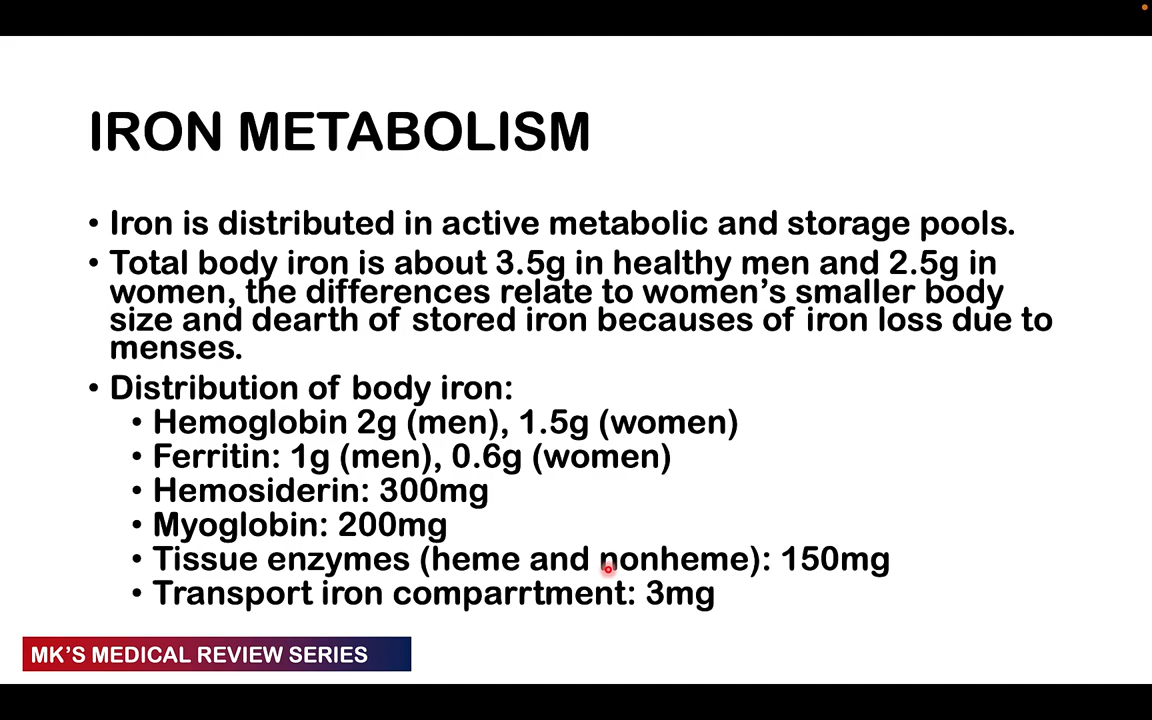 IRON METABOLISM
• Iron is distributed in active metabolic and storage pools.
• Total body iron is about 3.5g in healthy men and 2.5g in
women, the differences relate to women’s smaller body
size and dearth of stored iron becauses of iron loss due to
menses.
• Distribution of body iron:
• Hemoglobin 2g (men), 1.5g (women)
• Ferritin: 1g (men), 0.6g (women)
• Hemosiderin: 300mg
• Myoglobin: 200mg
• Tissue enzymes (heme and nonheme): 150mg
• Transport iron comparrtment: 3mg
MK’S MEDICAL REVIEW SERIES